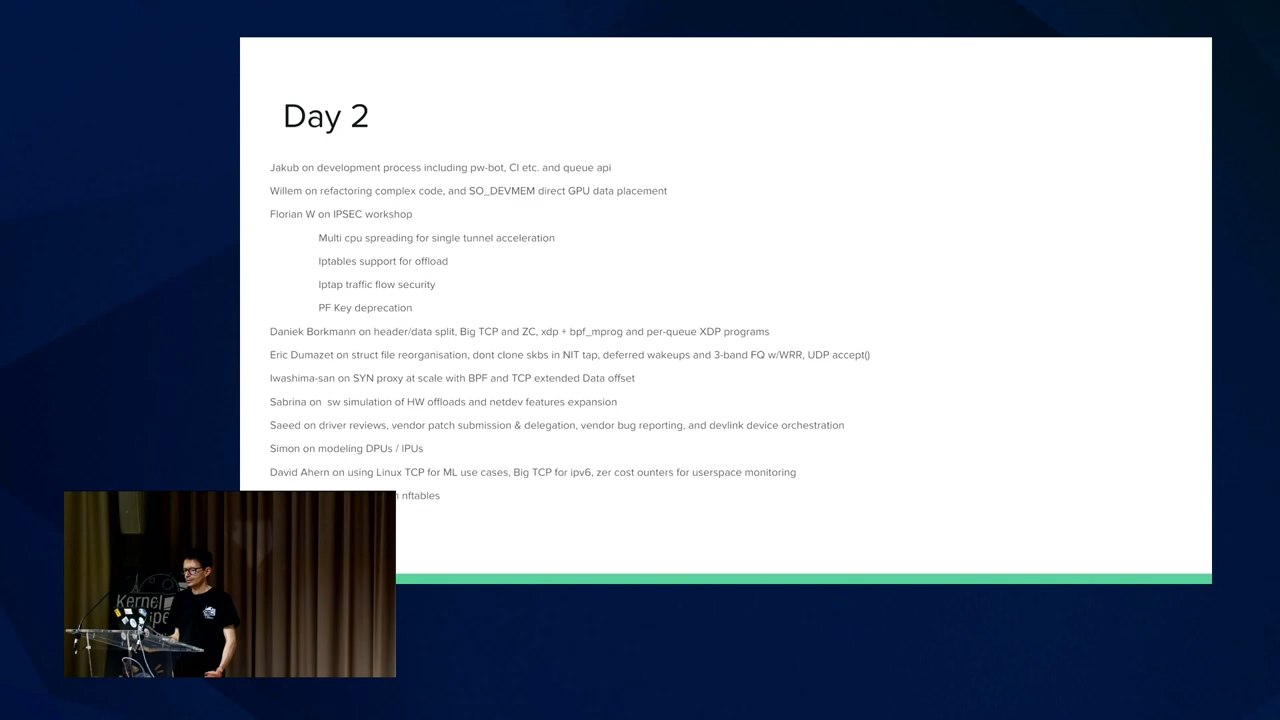 Day 2
Jakub on development process including pw-bot, CI etc. and queue api
Willem on refactoring complex code, and SO_DEVMEM direct GPU data placement
Florian W on IPSEC workshop
Multi cpu spreading for single tunnel acceleration
Iptables support for offload
Iptap traffic flow security
PF Key deprecation
Daniek Borkmann on header/data split, Big TCP and ZC, xdp + bpf_mprog and per-queue XDP programs
Eric Dumazet on struct file reorganisation, dont clone skbs in NIT tap, deferred wakeups and 3-band FQ w/WRR, UDP accept()
Iwashima-san on SYN proxy at scale with BPF and TCP extended Data offset
Sabrina on sw simulation of HW offloads and netdev features expansion
Saeed on driver reviews, vendor patch submission & delegation, vendor bug reporting, and devlink device orchestration
Simon on modeling DPUs / IPUs
David Ahern on using Linux TCP for ML use cases, Big TCP for ipv6, zer cost ounters for userspace monitoring
nftables
Kernel